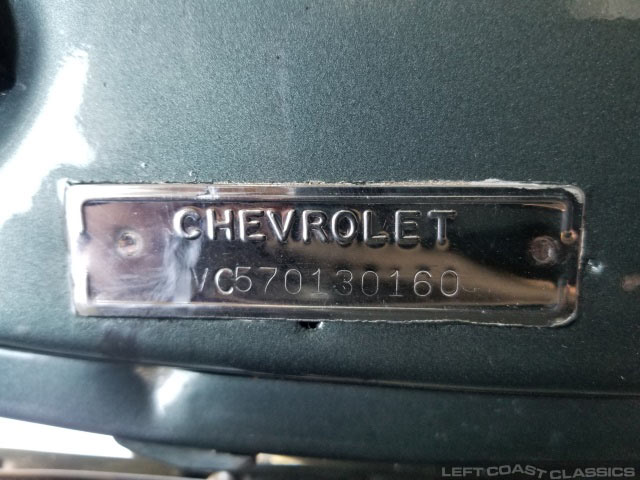 CHEVROLET
VC570130160
LEFT COAST CLASSICS